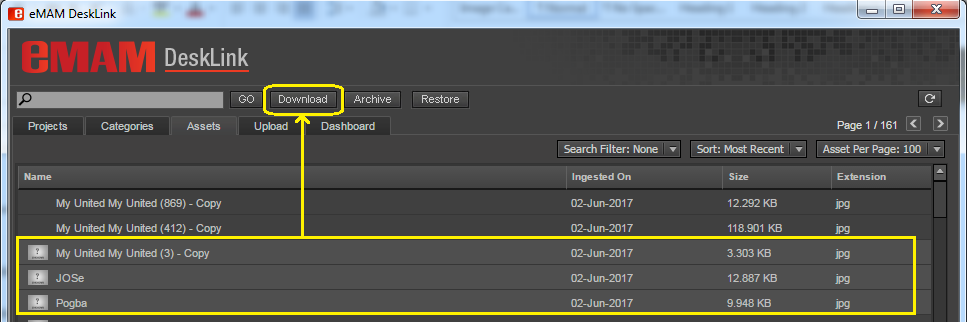 eMAM DeskLink
eMAM DeskLink
GO Download Archive Restore
Projects Categories Assets Upload Dashboard Page 1 / 161
Search Filter: None Sort: Most Recent Asset Per Page: 100
Name Ingested On Size Extension
My United My United (869) - Copy 02-Jun-2017 12.292 KB jpg
My United My United (412) - Copy 02-Jun-2017 118.901 KB jpg
My United My United (3) - Copy 02-Jun-2017 3.303 KB jpg
JOSe 02-Jun-2017 12.887 KB jpg
Pogba 02-Jun-2017 9.948 KB jpg